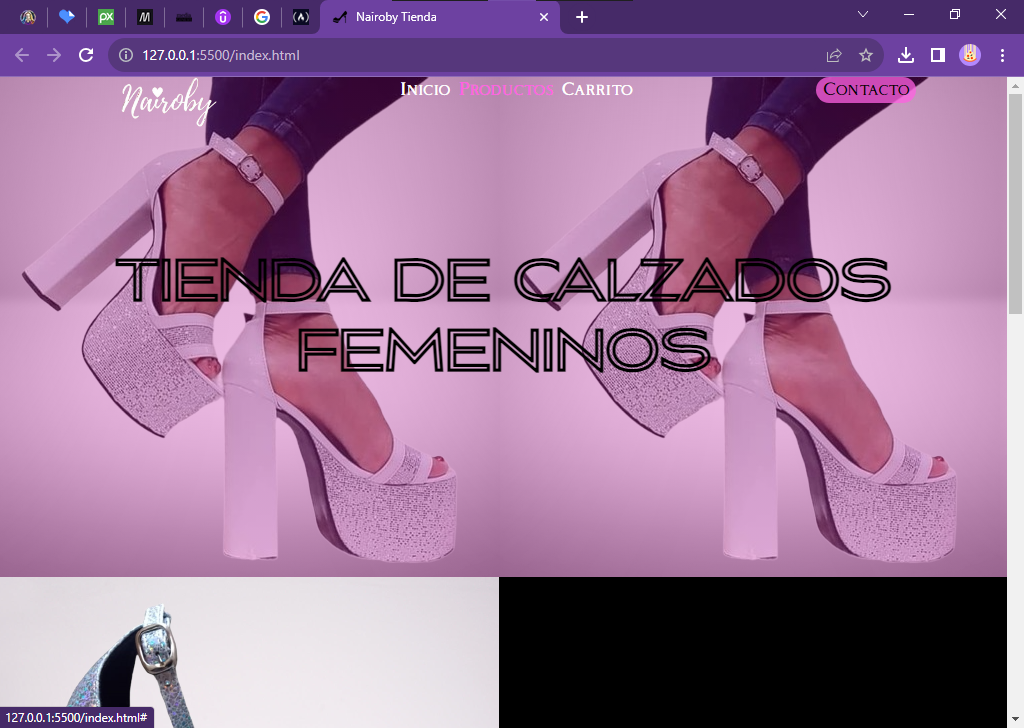 Nairoby Tienda
127.0.0.1:5500/index.html
Nairoby
Inicio Productos Carrito
Contacto
TIENDA DE CALZADOS
FEMENINOS
127.0.0.1:5500/index.html#